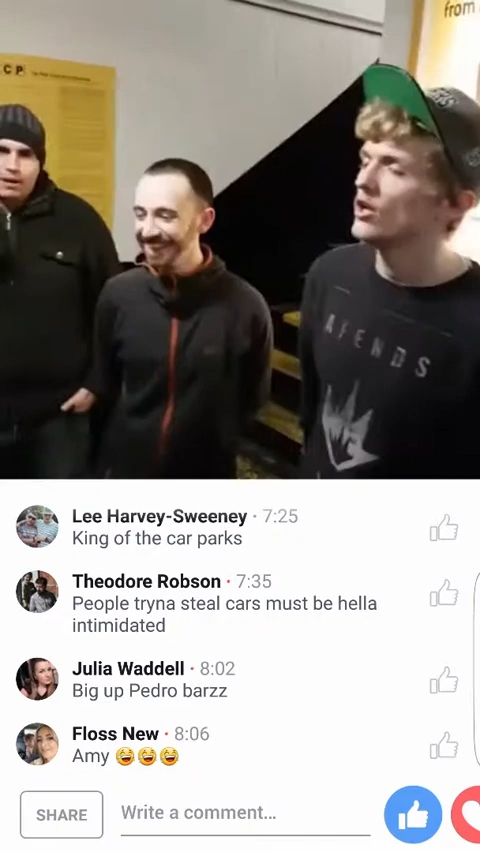 from
CP
AFENDS
Lee Harvey-Sweeney · 7:25
King of the car parks
Theodore Robson · 7:35
People tryna steal cars must be hella
intimidated
Julia Waddell · 8:02
Big up Pedro barzz
Floss New · 8:06
Amy 😂😂😂
SHARE
Write a comment...